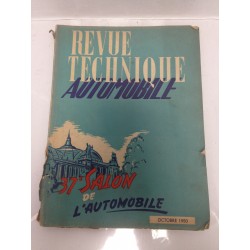 REVUE
TECHNIQUE
AUTOMOBILE
37e SALON
DE
L'AUTOMOBILE
OCTOBRE 1950